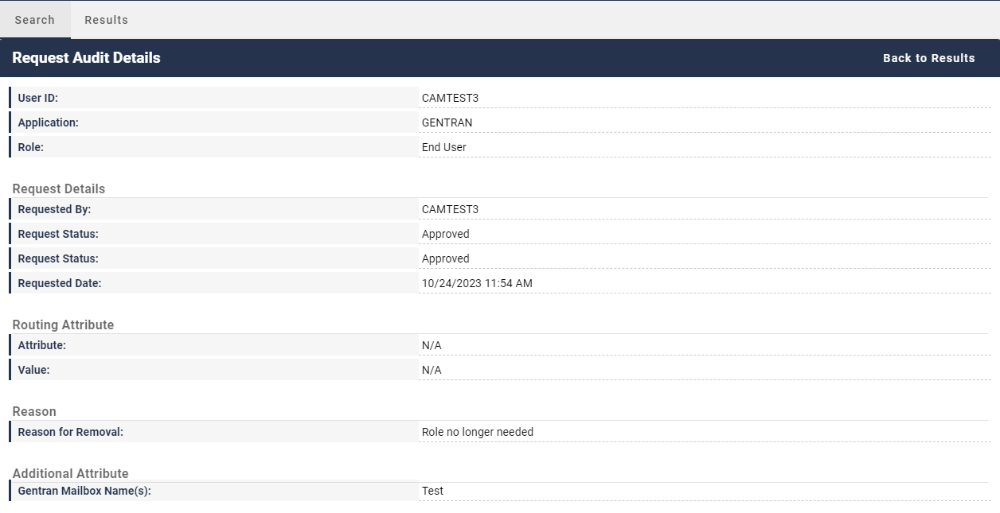 Search Results
Request Audit Details Back to Results
User ID: CAMTEST3
Application: GENTRAN
Role: End User
Request Details
Requested By: CAMTEST3
Request Status: Approved
Request Status: Approved
Requested Date: 10/24/2023 11:54 AM
Routing Attribute
Attribute: N/A
Value: N/A
Reason
Reason for Removal: Role no longer needed
Additional Attribute
Gentran Mailbox Name(s): Test